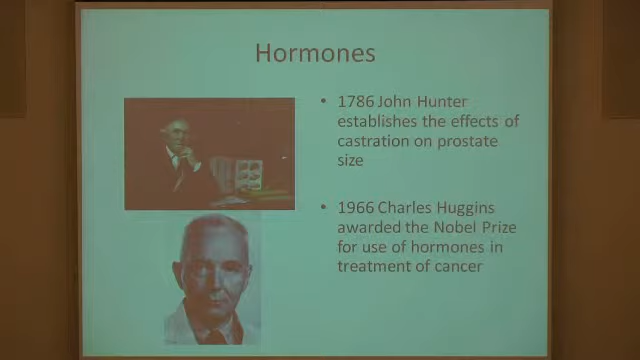 Hormones
• 1786 John Hunter
establishes the effects of
castration on prostate
size
• 1966 Charles Huggins
awarded the Nobel Prize
for use of hormones in
treatment of cancer